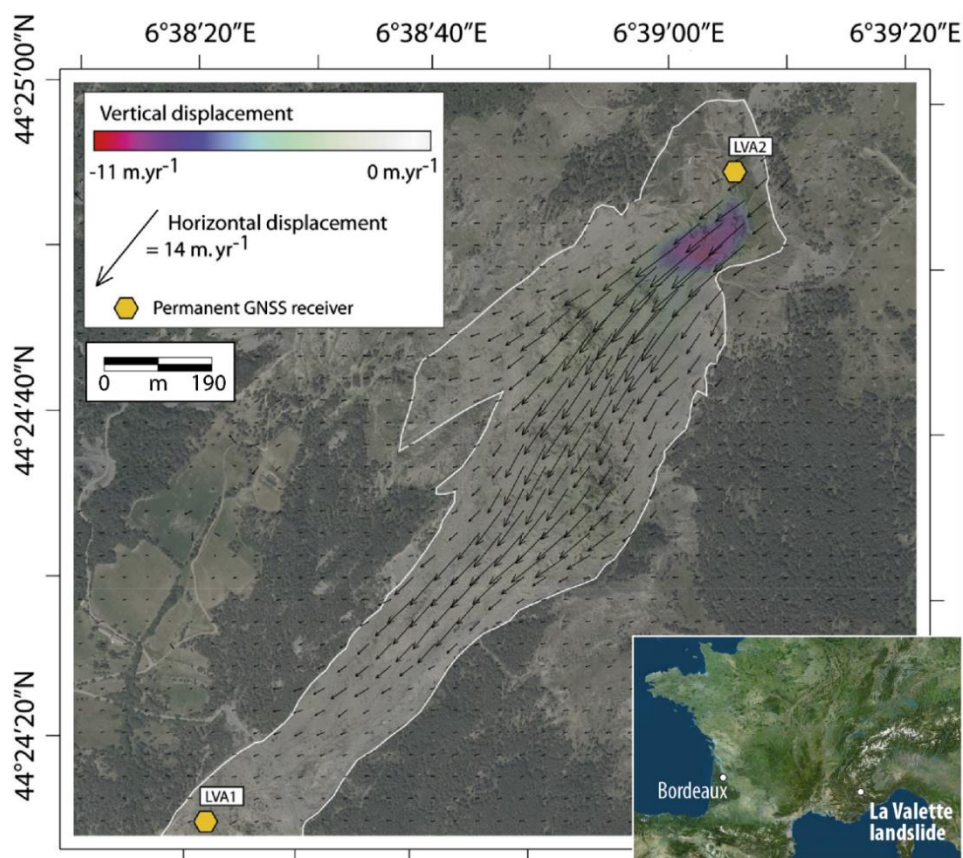 6°38'20"E 6°38'40"E 6°39'00"E 6°39'20"E
44°25'00"N
44°24'40"N
44°24'20"N
Vertical displacement
-11 m.yr-1 0 m.yr-1
Horizontal displacement
= 14 m. yr-1
Permanent GNSS receiver
0 m 190
LVA2
LVA1
Bordeaux
La Valette
landslide